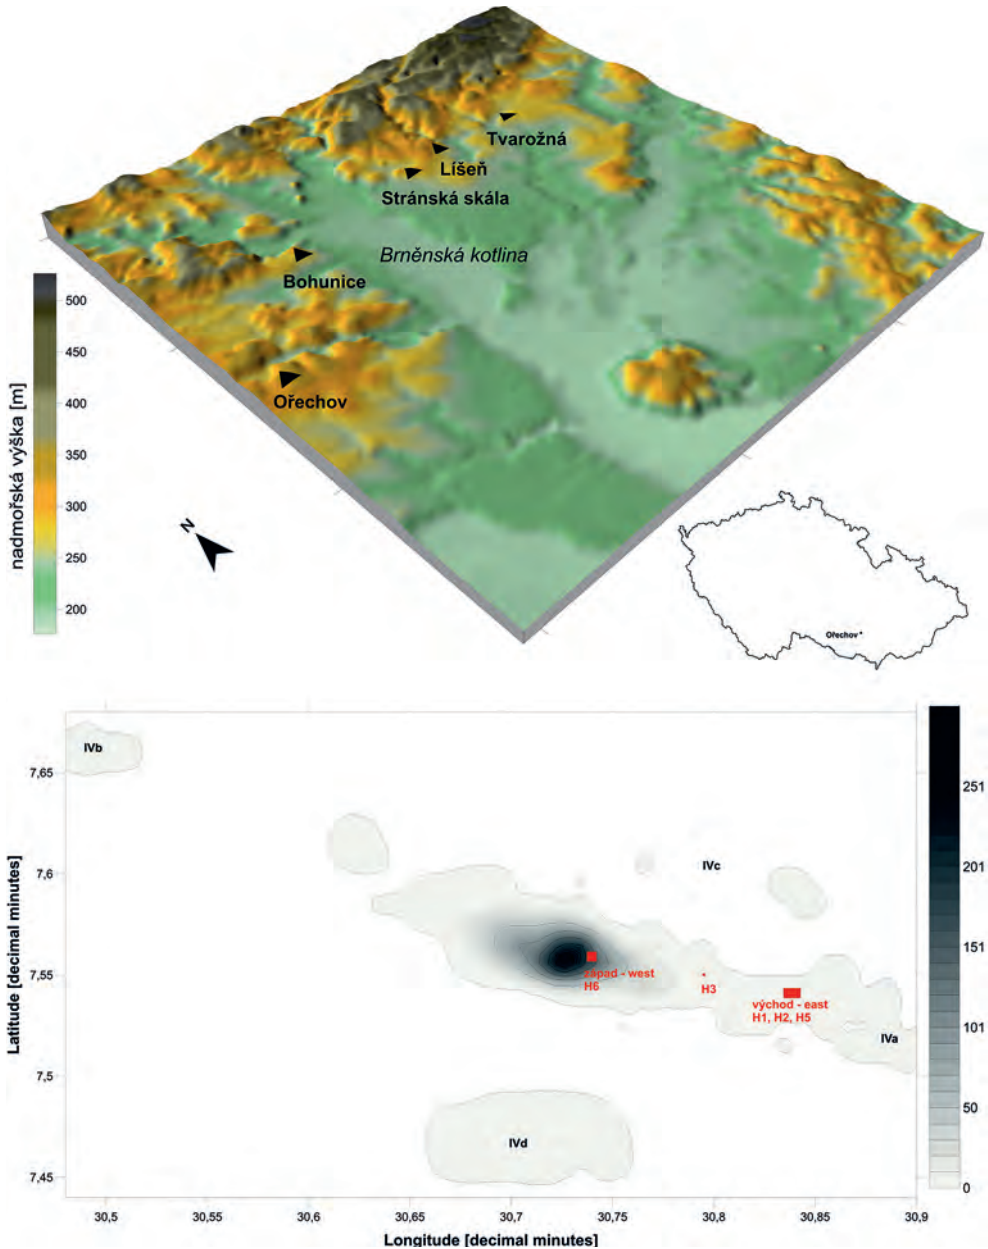 Tvarožná
Líšeň
Stránská skála
Brněnská kotlina
Bohunice
Ořechov
nadmořská výška [m]
500
450
400
350
300
250
200
N
Ořechov
Latitude [decimal minutes]
7,65
7,6
7,55
7,5
7,45
IVb
IVc
západ - west
H6
H3
východ - east
H1, H2, H5
IVa
IVd
251
201
151
101
50
0
30,5
30,55
30,6
30,65
30,7
30,75
30,8
30,85
30,9
Longitude [decimal minutes]